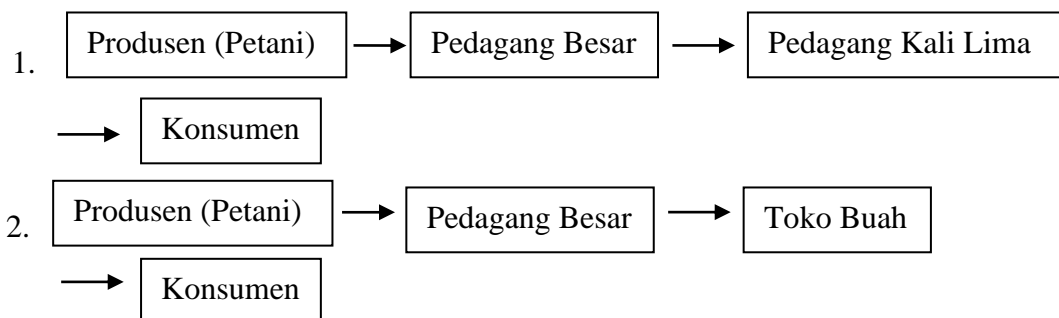 1. Produsen (Petani) Pedagang Besar Pedagang Kali Lima
Konsumen
2. Produsen (Petani) Pedagang Besar Toko Buah
Konsumen